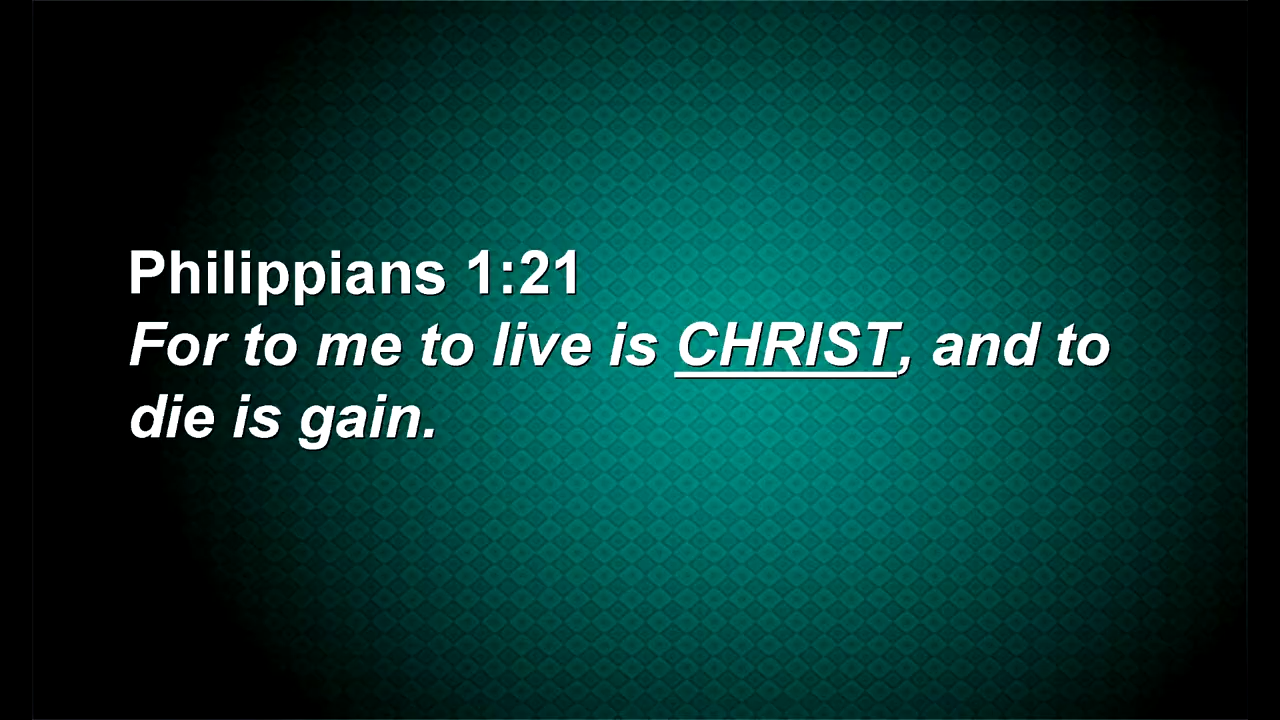 Philippians 1:21
For to me to live is CHRIST, and to
die is gain.